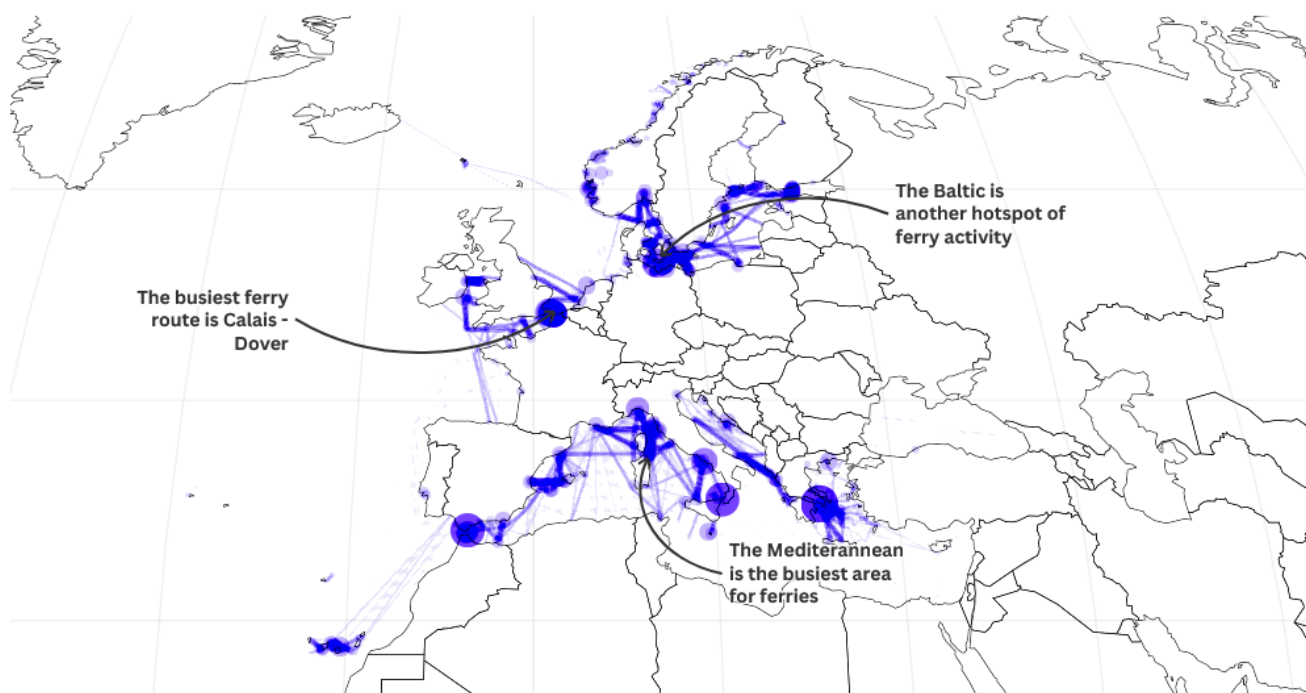 The Baltic is
another hotspot of
ferry activity
The busiest ferry
route is Calais -
Dover
The Mediterannean
is the busiest area
for ferries